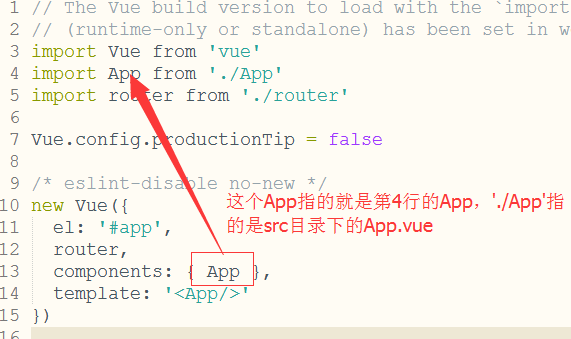 1 // The Vue build version to load with the `import
2 // (runtime-only or standalone) has been set in w
3 import Vue from 'vue'
4 import App from './App'
5 import router from './router'
6
7 Vue.config.productionTip = false
8
9 /* eslint-disable no-new */
10 new Vue({
11 el: '#app',
12 router,
13 components: { App },
14 template: '<App/>'
15 })
16
这个App指的就是第4行的App，'./App'指
的是src目录下的App.vue